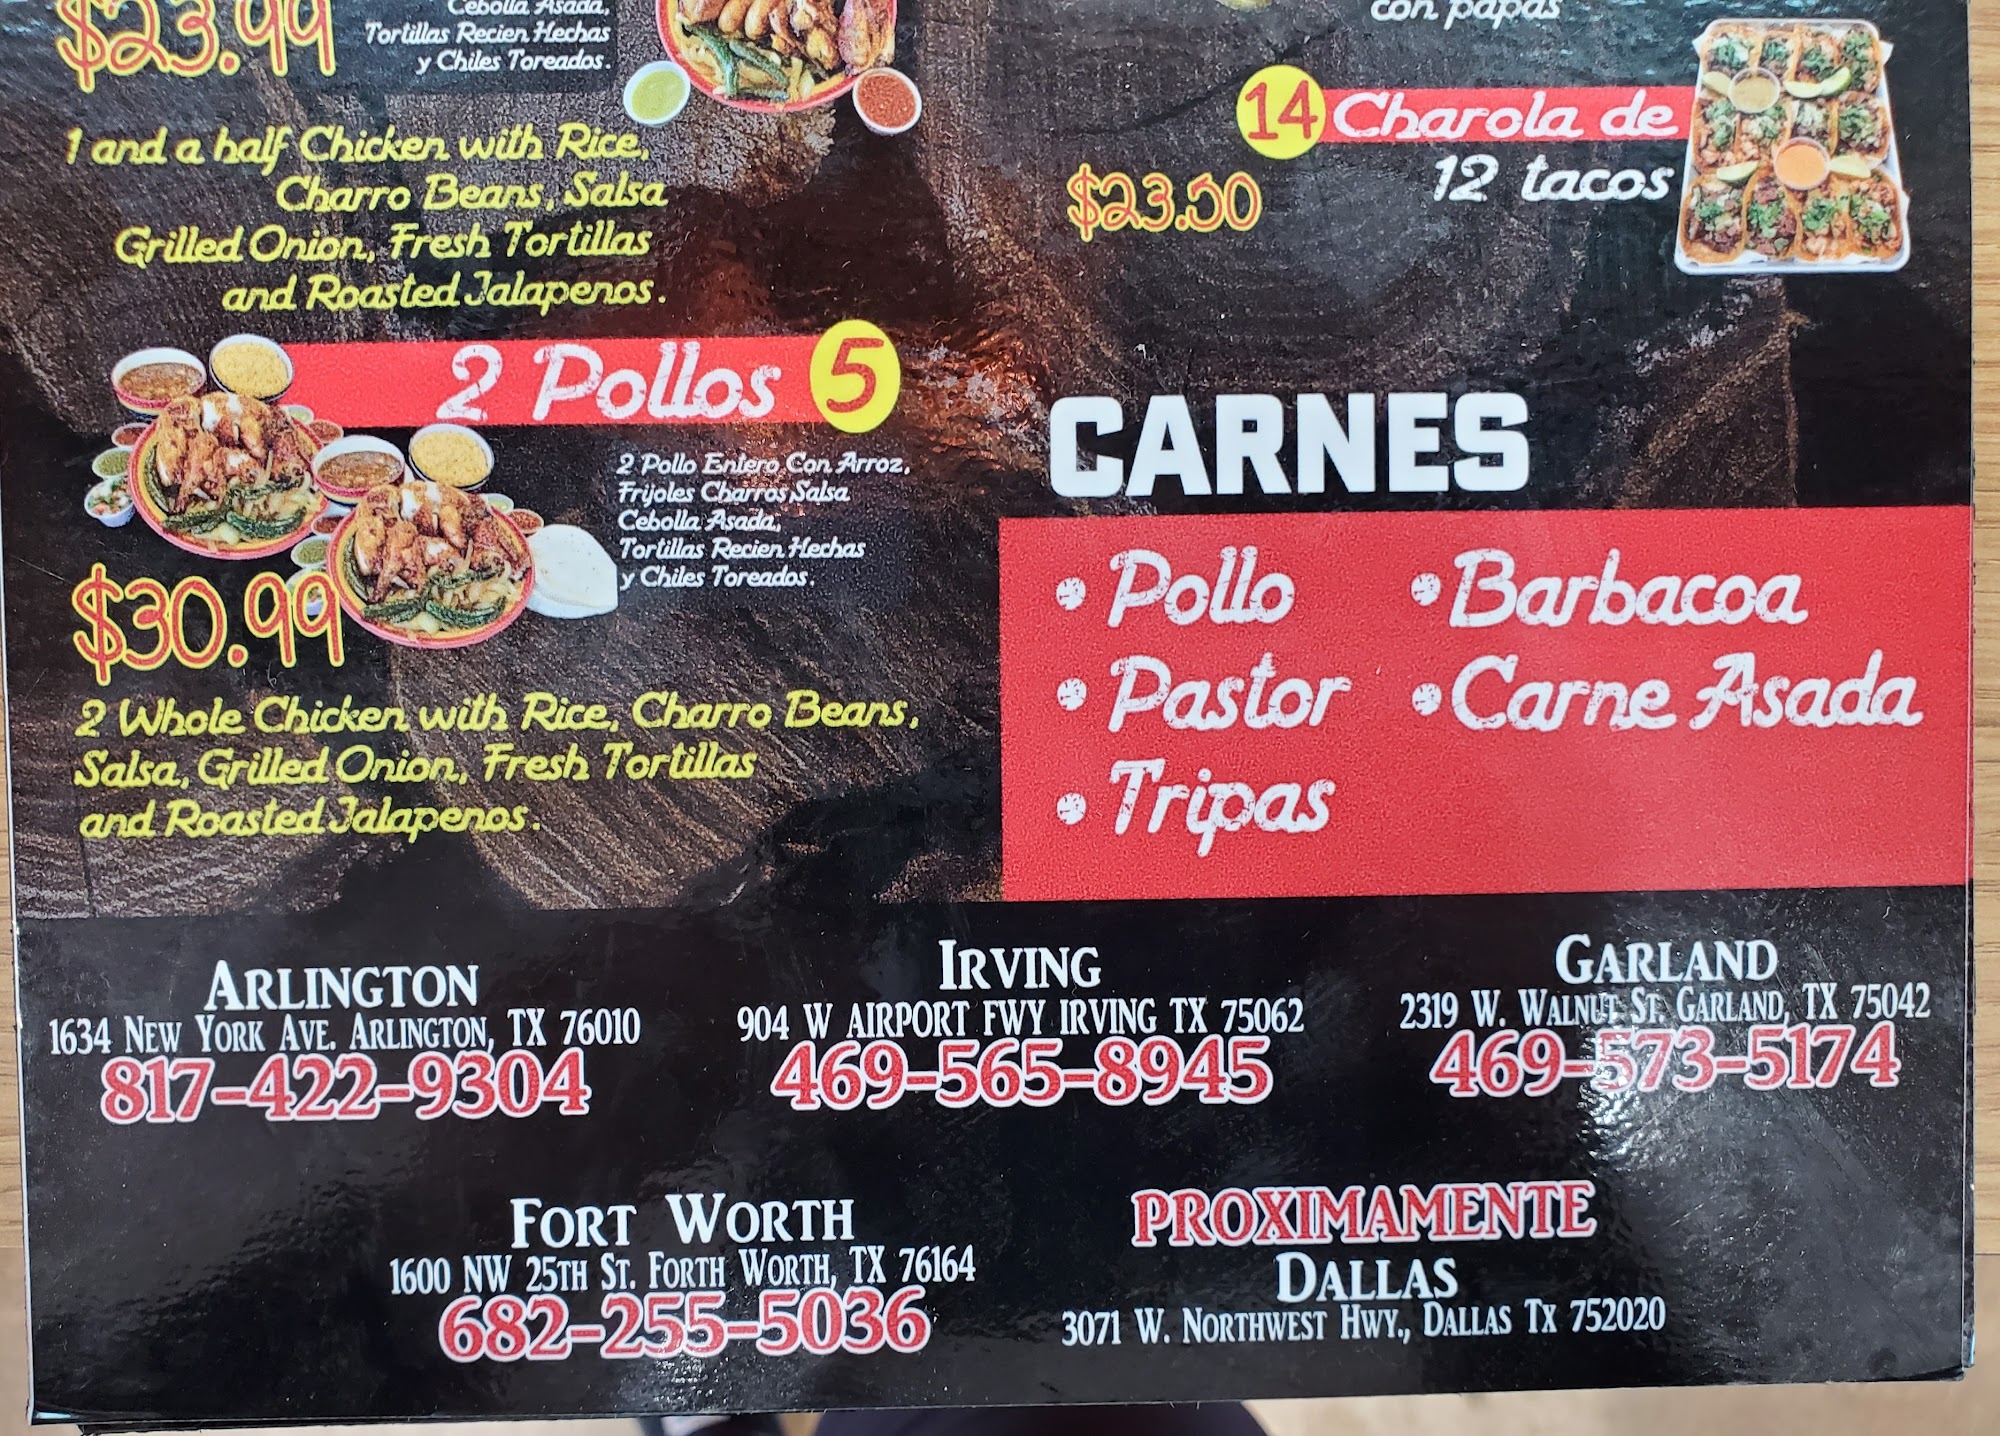 $23.99
Cebolla Asada,
Tortillas Recien Hechas
y Chiles Toreados.
1 and a half Chicken with Rice,
Charro Beans, Salsa
Grilled Onion, Fresh Tortillas
and Roasted Jalapenos.
2 Pollos 5
2 Pollo Entero Con Arroz,
Frijoles Charros Salsa
Cebolla Asada,
Tortillas Recien Hechas
y Chiles Toreados.
$30.99
2 Whole Chicken with Rice, Charro Beans,
Salsa, Grilled Onion, Fresh Tortillas
and Roasted Jalapenos.
con papas
14 Charola de
12 tacos
$23.50
CARNES
• Pollo
• Pastor
• Tripas
• Barbacoa
• Carne Asada
ARLINGTON
1634 NEW YORK AVE. ARLINGTON, TX 76010
817-422-9304
IRVING
904 W AIRPORT FWY IRVING TX 75062
469-565-8945
GARLAND
2319 W. WALNUT ST. GARLAND, TX 75042
469-573-5174
FORT WORTH
1600 NW 25TH ST. FORTH WORTH, TX 76164
682-255-5036
PROXIMAMENTE
DALLAS
3071 W. NORTHWEST HWY., DALLAS TX 752020